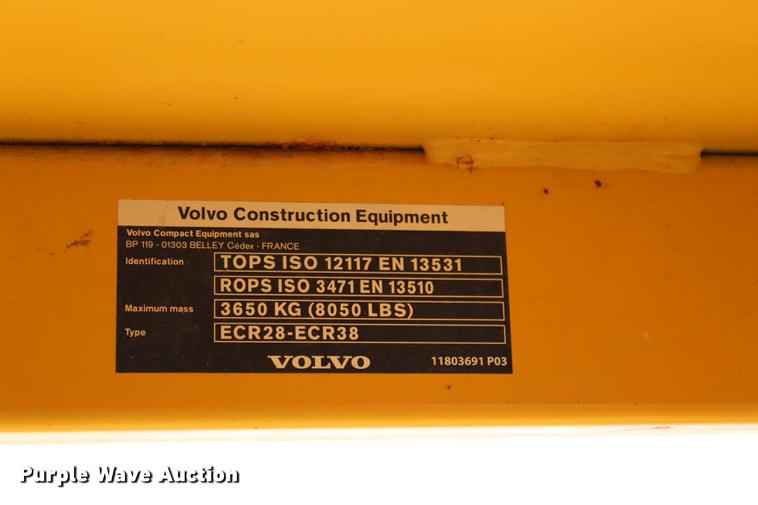 Volvo Construction Equipment
Volvo Compact Equipment sas
BP 119 - 01303 BELLEY Cédex - FRANCE
Identification TOPS ISO 12117 EN 13531
ROPS ISO 3471 EN 13510
Maximum mass 3650 KG (8050 LBS)
Type ECR28-ECR38
VOLVO 11803691 P03
Purple Wave Auction